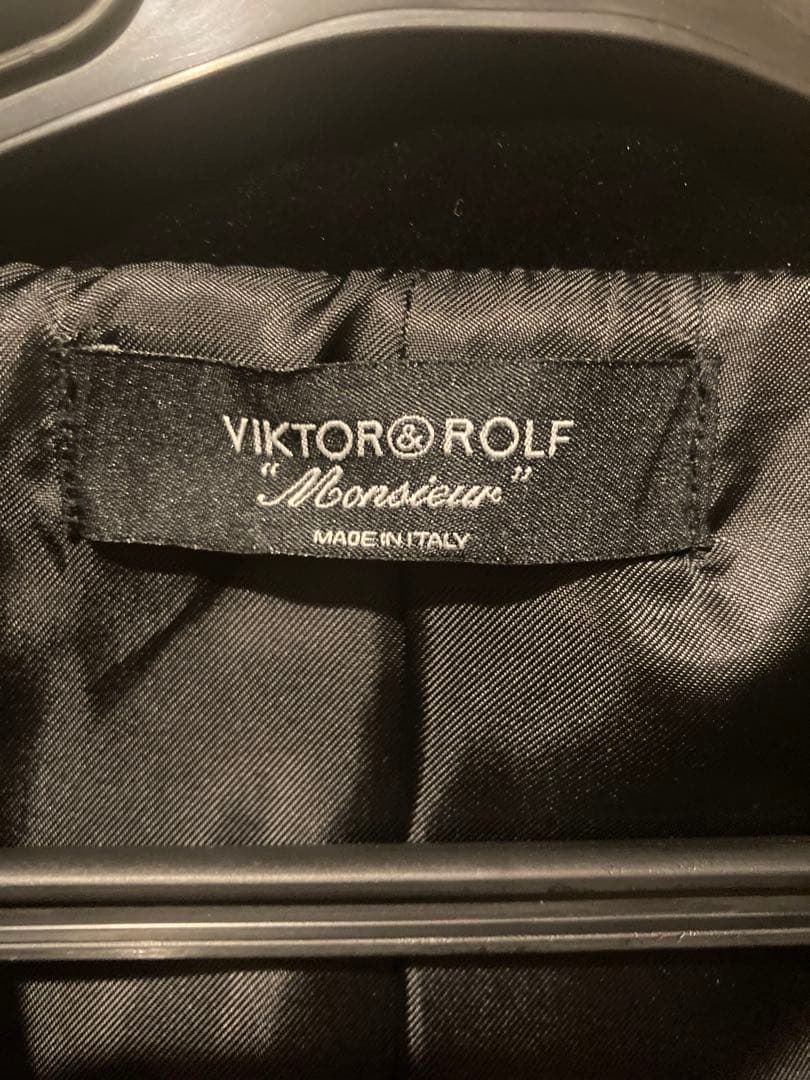 VIKTOR & ROLF
"Monsieur"
MADE IN ITALY